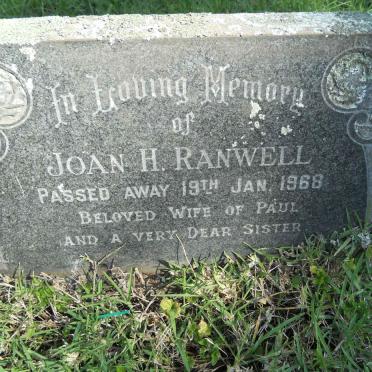 In Loving Memory
of
JOAN H. RANWELL
PASSED AWAY 19TH JAN. 1968
BELOVED WIFE OF PAUL
AND A VERY DEAR SISTER